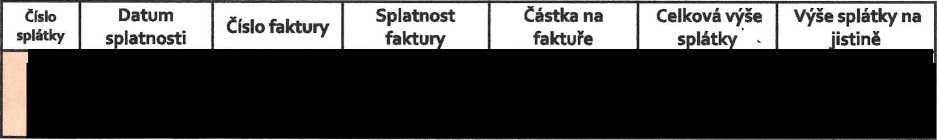 Číslo splátky
Datum splatnosti
Číslo faktury
Splatnost faktury
Částka na faktuře
Celková výše splátky
Výše splátky na jistině